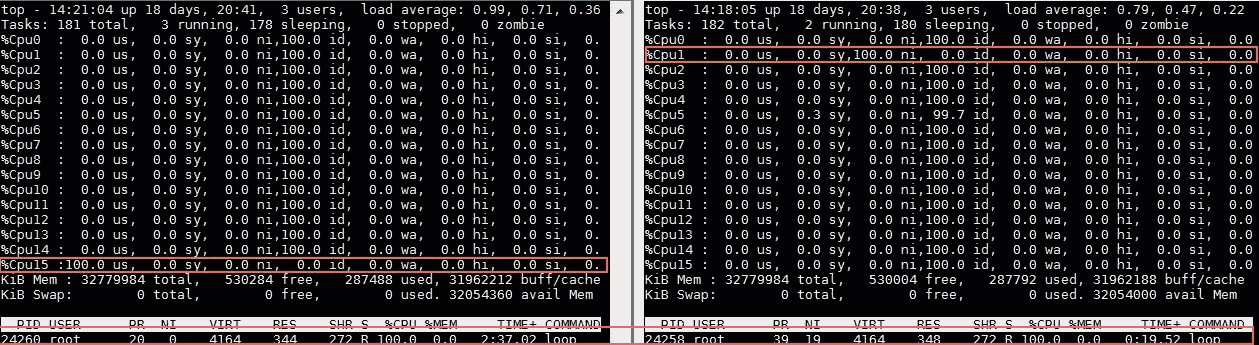 top - 14:21:04 up 18 days, 20:41,  3 users,  load average: 0.99, 0.71, 0.36
Tasks: 181 total,   3 running, 178 sleeping,   0 stopped,   0 zombie
%Cpu0  :  0.0 us,  0.0 sy,  0.0 ni,100.0 id,  0.0 wa,  0.0 hi,  0.0 si,  0.
%Cpu1  :  0.0 us,  0.0 sy,  0.0 ni,100.0 id,  0.0 wa,  0.0 hi,  0.0 si,  0.
%Cpu2  :  0.0 us,  0.0 sy,  0.0 ni,100.0 id,  0.0 wa,  0.0 hi,  0.0 si,  0.
%Cpu3  :  0.0 us,  0.0 sy,  0.0 ni,100.0 id,  0.0 wa,  0.0 hi,  0.0 si,  0.
%Cpu4  :  0.0 us,  0.0 sy,  0.0 ni,100.0 id,  0.0 wa,  0.0 hi,  0.0 si,  0.
%Cpu5  :  0.0 us,  0.0 sy,  0.0 ni,100.0 id,  0.0 wa,  0.0 hi,  0.0 si,  0.
%Cpu6  :  0.0 us,  0.0 sy,  0.0 ni,100.0 id,  0.0 wa,  0.0 hi,  0.0 si,  0.
%Cpu7  :  0.0 us,  0.0 sy,  0.0 ni,100.0 id,  0.0 wa,  0.0 hi,  0.0 si,  0.
%Cpu8  :  0.0 us,  0.0 sy,  0.0 ni,100.0 id,  0.0 wa,  0.0 hi,  0.0 si,  0.
%Cpu9  :  0.0 us,  0.0 sy,  0.0 ni,100.0 id,  0.0 wa,  0.0 hi,  0.0 si,  0.
%Cpu10 :  0.0 us,  0.0 sy,  0.0 ni,100.0 id,  0.0 wa,  0.0 hi,  0.0 si,  0.
%Cpu11 :  0.0 us,  0.0 sy,  0.0 ni,100.0 id,  0.0 wa,  0.0 hi,  0.0 si,  0.
%Cpu12 :  0.0 us,  0.0 sy,  0.0 ni,100.0 id,  0.0 wa,  0.0 hi,  0.0 si,  0.
%Cpu13 :  0.0 us,  0.0 sy,  0.0 ni,100.0 id,  0.0 wa,  0.0 hi,  0.0 si,  0.
%Cpu14 :  0.0 us,  0.0 sy,  0.0 ni,100.0 id,  0.0 wa,  0.0 hi,  0.0 si,  0.
%Cpu15 :100.0 us,  0.0 sy,  0.0 ni,  0.0 id,  0.0 wa,  0.0 hi,  0.0 si,  0.
KiB Mem : 32779984 total,   530284 free,   287488 used, 31962212 buff/cache
KiB Swap:        0 total,        0 free,        0 used. 32054360 avail Mem
PID USER      PR  NI    VIRT    RES    SHR S  %CPU %MEM     TIME+ COMMAND
24260 root      20   0    4164    344    272 R 100.0  0.0   2:37.02 loop
top - 14:18:05 up 18 days, 20:38,  3 users,  load average: 0.79, 0.47, 0.22
Tasks: 182 total,   2 running, 180 sleeping,   0 stopped,   0 zombie
%Cpu0  :  0.0 us,  0.0 sy,  0.0 ni,100.0 id,  0.0 wa,  0.0 hi,  0.0 si,  0.0
%Cpu1  :  0.0 us,  0.0 sy,100.0 ni,  0.0 id,  0.0 wa,  0.0 hi,  0.0 si,  0.0
%Cpu2  :  0.0 us,  0.0 sy,  0.0 ni,100.0 id,  0.0 wa,  0.0 hi,  0.0 si,  0.0
%Cpu3  :  0.0 us,  0.0 sy,  0.0 ni,100.0 id,  0.0 wa,  0.0 hi,  0.0 si,  0.0
%Cpu4  :  0.0 us,  0.0 sy,  0.0 ni,100.0 id,  0.0 wa,  0.0 hi,  0.0 si,  0.0
%Cpu5  :  0.0 us,  0.3 sy,  0.0 ni, 99.7 id,  0.0 wa,  0.0 hi,  0.0 si,  0.0
%Cpu6  :  0.0 us,  0.0 sy,  0.0 ni,100.0 id,  0.0 wa,  0.0 hi,  0.0 si,  0.0
%Cpu7  :  0.0 us,  0.0 sy,  0.0 ni,100.0 id,  0.0 wa,  0.0 hi,  0.0 si,  0.0
%Cpu8  :  0.0 us,  0.0 sy,  0.0 ni,100.0 id,  0.0 wa,  0.0 hi,  0.0 si,  0.0
%Cpu9  :  0.0 us,  0.0 sy,  0.0 ni,100.0 id,  0.0 wa,  0.0 hi,  0.0 si,  0.0
%Cpu10 :  0.0 us,  0.0 sy,  0.0 ni,100.0 id,  0.0 wa,  0.0 hi,  0.0 si,  0.0
%Cpu11 :  0.0 us,  0.0 sy,  0.0 ni,100.0 id,  0.0 wa,  0.0 hi,  0.0 si,  0.0
%Cpu12 :  0.0 us,  0.0 sy,  0.0 ni,100.0 id,  0.0 wa,  0.0 hi,  0.0 si,  0.0
%Cpu13 :  0.0 us,  0.0 sy,  0.0 ni,100.0 id,  0.0 wa,  0.0 hi,  0.0 si,  0.0
%Cpu14 :  0.0 us,  0.0 sy,  0.0 ni,100.0 id,  0.0 wa,  0.0 hi,  0.0 si,  0.0
%Cpu15 :  0.0 us,  0.0 sy,  0.0 ni,100.0 id,  0.0 wa,  0.0 hi,  0.0 si,  0.0
KiB Mem : 32779984 total,   530004 free,   287792 used, 31962188 buff/cache
KiB Swap:        0 total,        0 free,        0 used. 32054000 avail Mem
PID USER      PR  NI    VIRT    RES    SHR S  %CPU %MEM     TIME+ COMMAND
24258 root      39  19    4164    348    272 R 100.0  0.0   0:19.52 loop